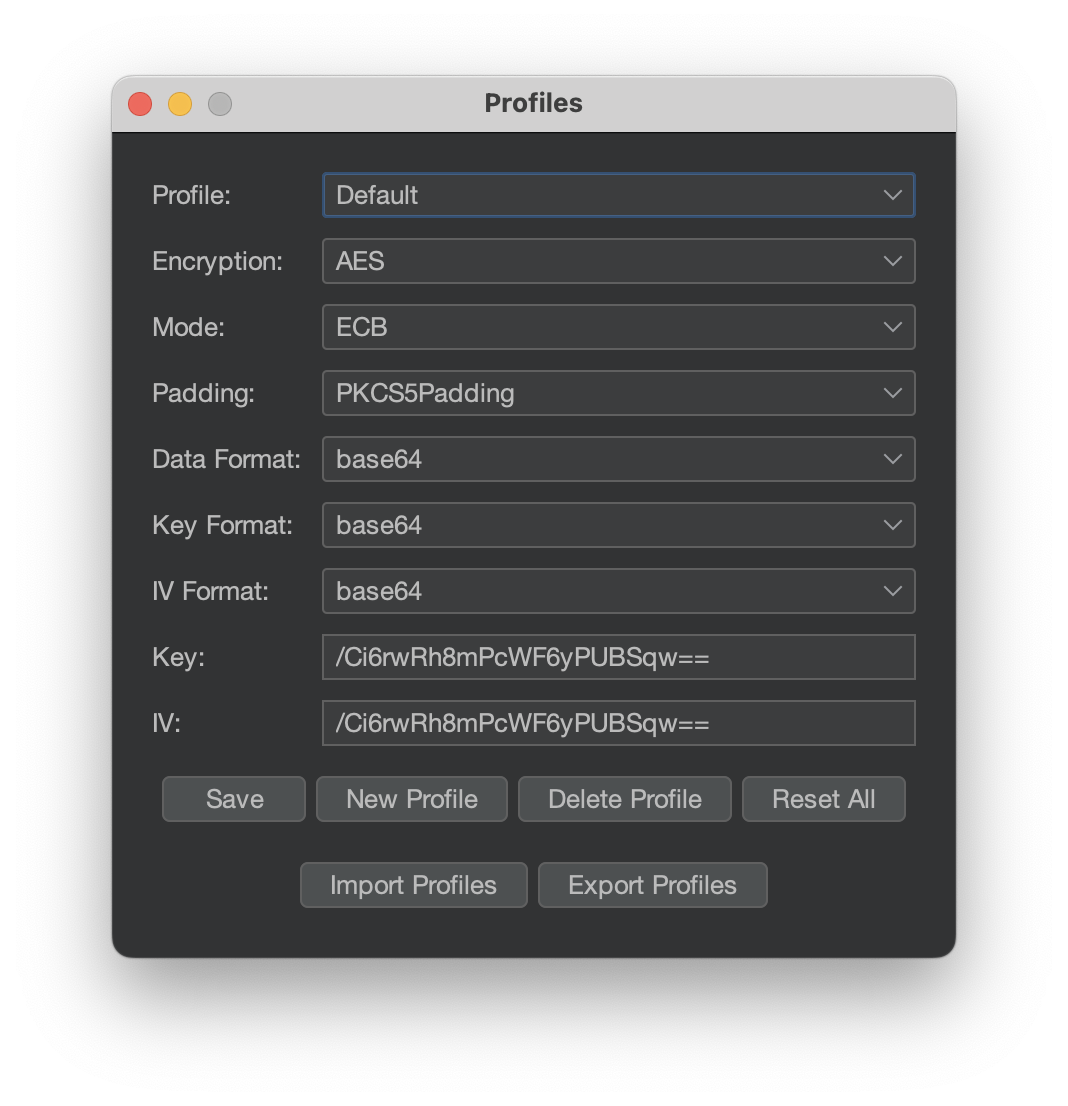 Profiles
Profile: Default
Encryption: AES
Mode: ECB
Padding: PKCS5Padding
Data Format: base64
Key Format: base64
IV Format: base64
Key: /Ci6rwRh8mPcWF6yPUBSqw==
IV: /Ci6rwRh8mPcWF6yPUBSqw==
Save New Profile Delete Profile Reset All
Import Profiles Export Profiles